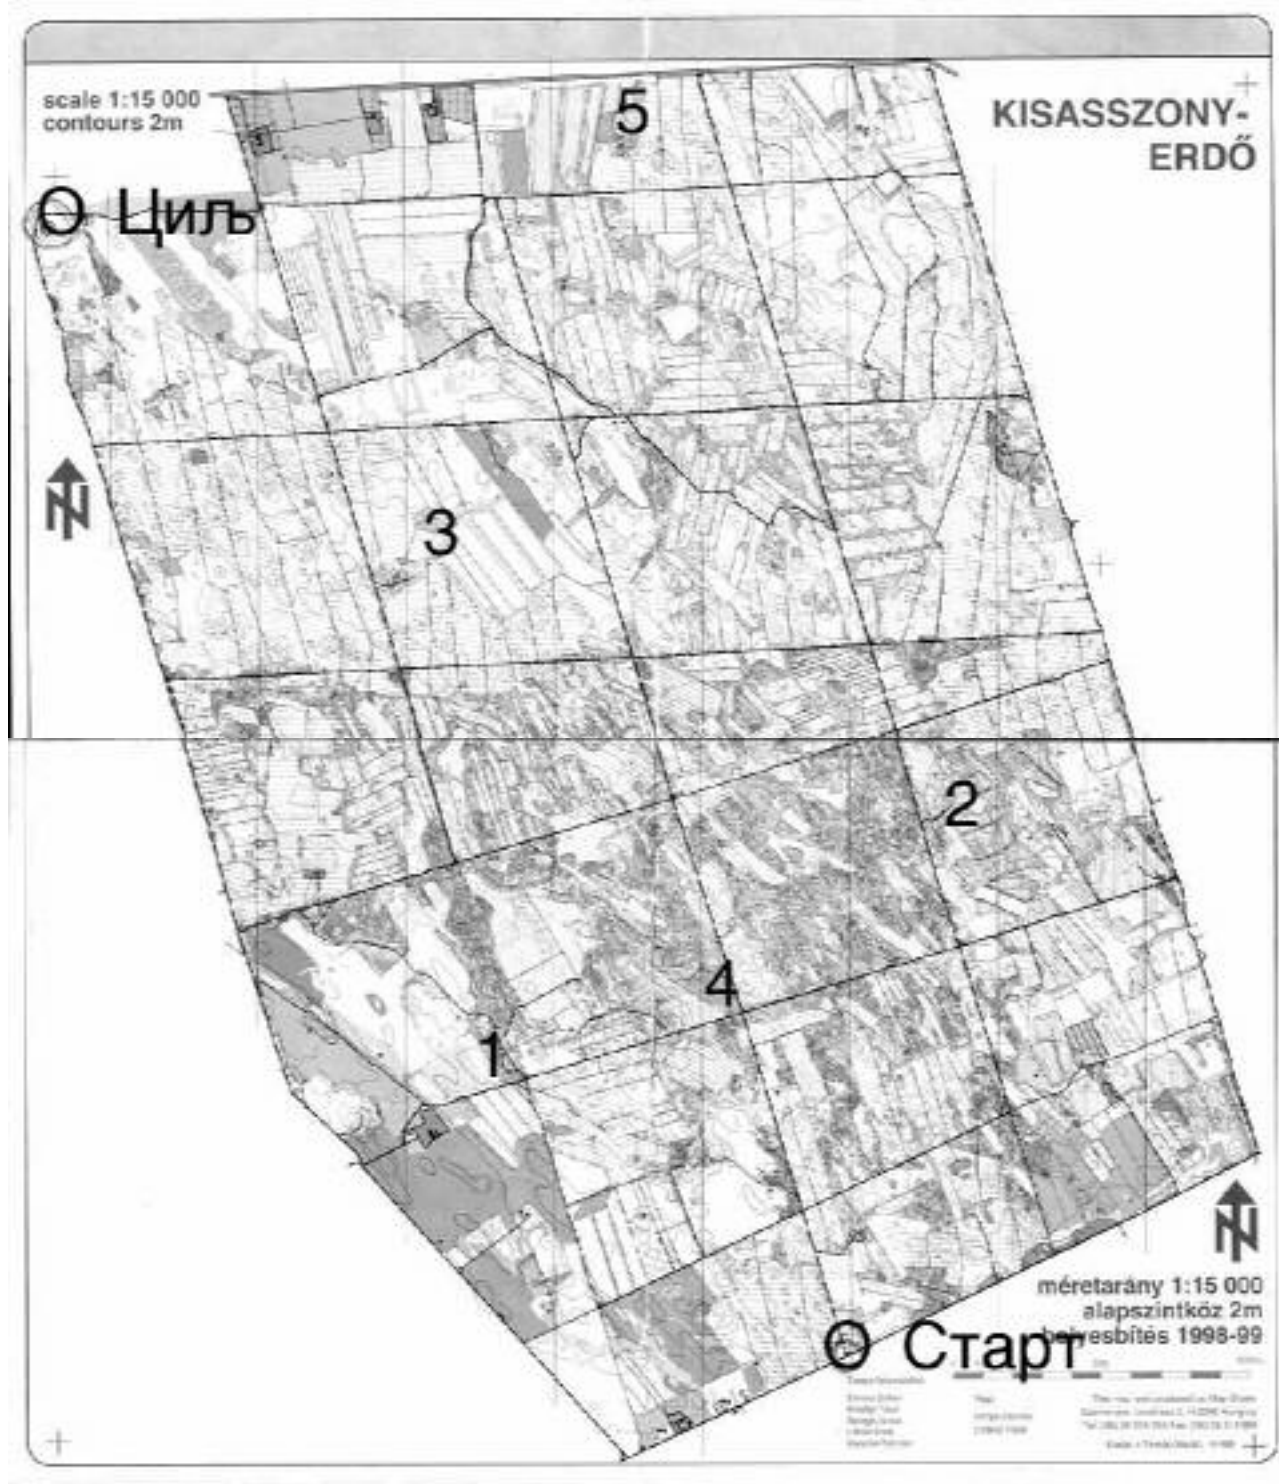 scale 1:15 000
contours 2m
KISASSZONY-
ERDŐ
5
O Циљ
3
N
2
4
1
N
méretarány 1:15 000
alapszintköz 2m
helyesbítés 1998-99
O Старт